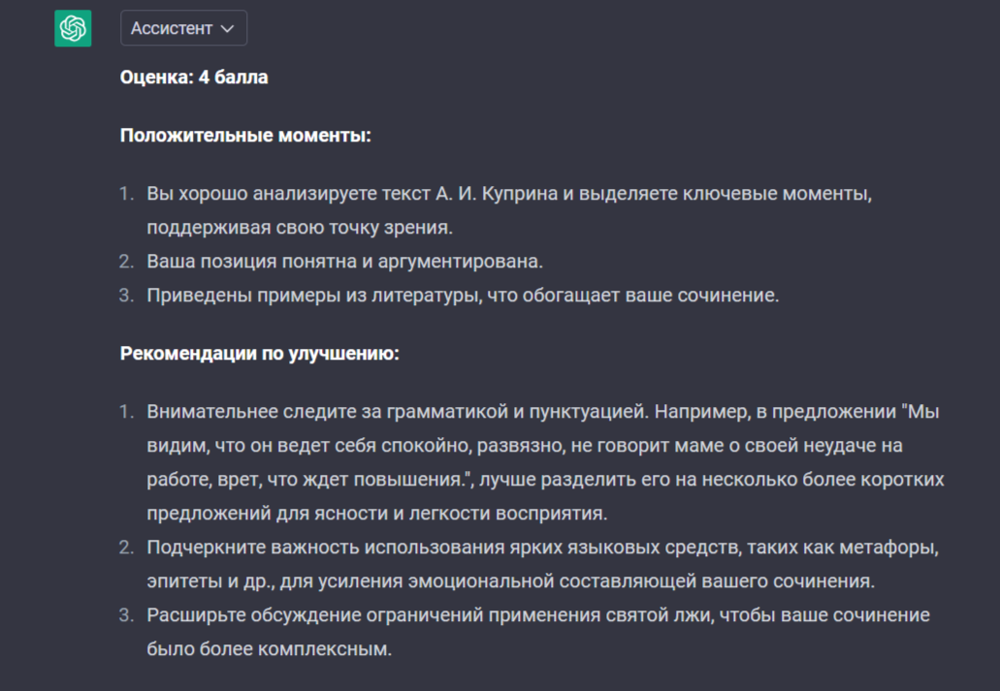 Ассистент
Оценка: 4 балла
Положительные моменты:
1. Вы хорошо анализируете текст А. И. Куприна и выделяете ключевые моменты,
поддерживая свою точку зрения.
2. Ваша позиция понятна и аргументирована.
3. Приведены примеры из литературы, что обогащает ваше сочинение.
Рекомендации по улучшению:
1. Внимательнее следите за грамматикой и пунктуацией. Например, в предложении "Мы
видим, что он ведет себя спокойно, развязно, не говорит маме о своей неудаче на
работе, врет, что ждет повышения.", лучше разделить его на несколько более коротких
предложений для ясности и легкости восприятия.
2. Подчеркните важность использования ярких языковых средств, таких как метафоры,
эпитеты и др., для усиления эмоциональной составляющей вашего сочинения.
3. Расширьте обсуждение ограничений применения святой лжи, чтобы ваше сочинение
было более комплексным.